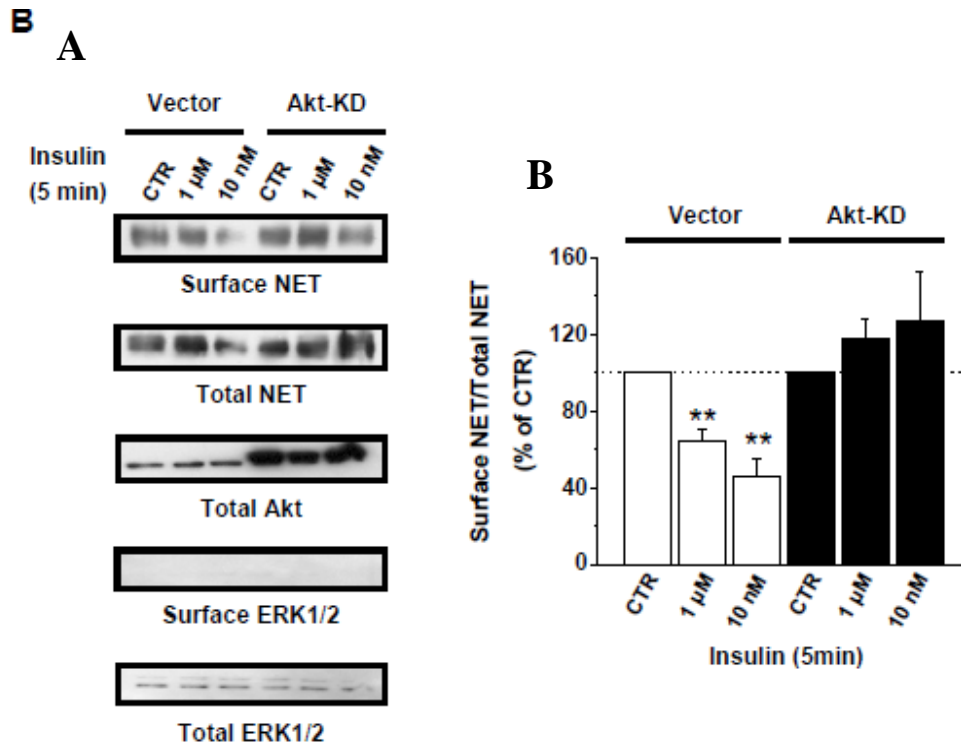 B
A
Vector Akt-KD
Insulin
(5 min)
CTR 1 µM 10 nM CTR 1 µM 10 nM
Surface NET
Total NET
Total Akt
Surface ERK1/2
Total ERK1/2
B
Vector Akt-KD
Surface NET/Total NET
(% of CTR)
160
120
80
40
0
** **
CTR 1 µM 10 nM CTR 1 µM 10 nM
Insulin (5min)